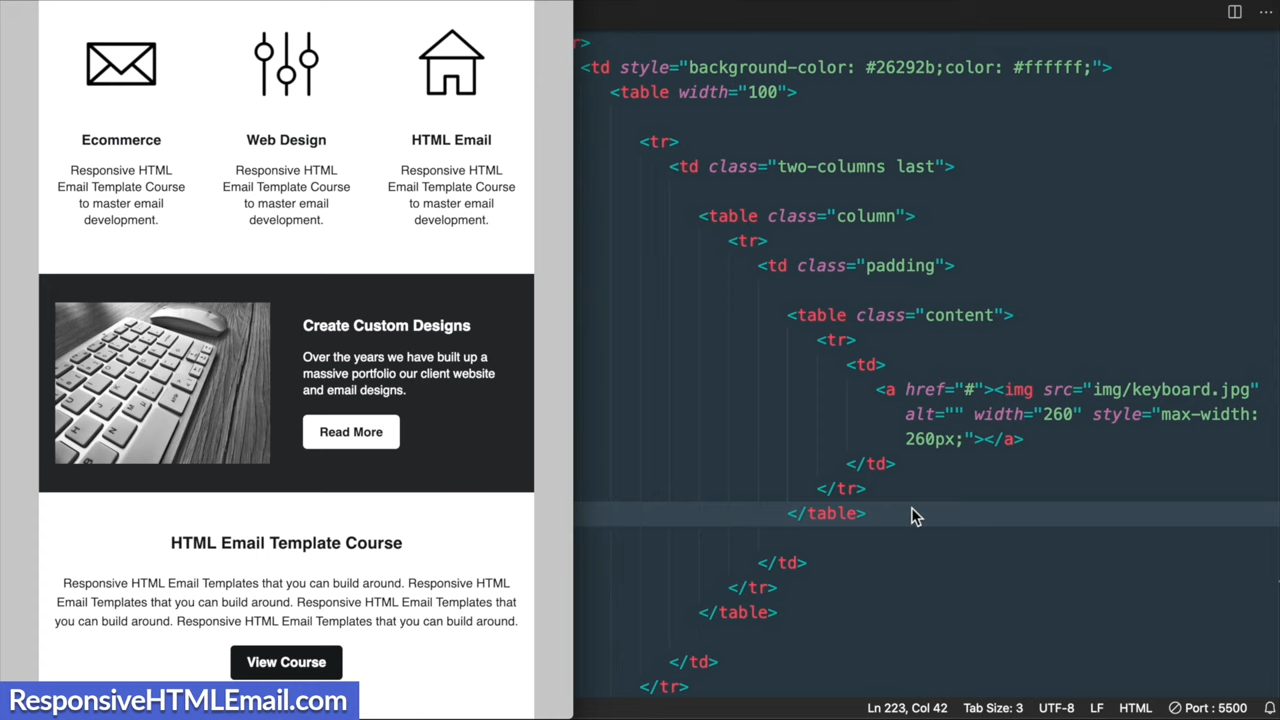 Ecommerce
Responsive HTML
Email Template Course
to master email
development.
Web Design
Responsive HTML
Email Template Course
to master email
development.
HTML Email
Responsive HTML
Email Template Course
to master email
development.
Create Custom Designs
Over the years we have built up a
massive portfolio our client website
and email designs.
Read More
HTML Email Template Course
Responsive HTML Email Templates that you can build around. Responsive HTML
Email Templates that you can build around. Responsive HTML Email Templates that
you can build around. Responsive HTML Email Templates that you can build around.
View Course
ResponsiveHTMLEmail.com
r>
<td style="background-color: #26292b;color: #ffffff;">
<table width="100">
<tr>
<td class="two-columns last">
<table class="column">
<tr>
<td class="padding">
<table class="content">
<tr>
<td>
<a href="#"><img src="img/keyboard.jpg"
alt="" width="260" style="max-width:
260px;"></a>
</td>
</tr>
</table>
</td>
</tr>
</table>
</td>
</tr>
Ln 223, Col 42 Tab Size: 3 UTF-8 LF HTML Port : 5500